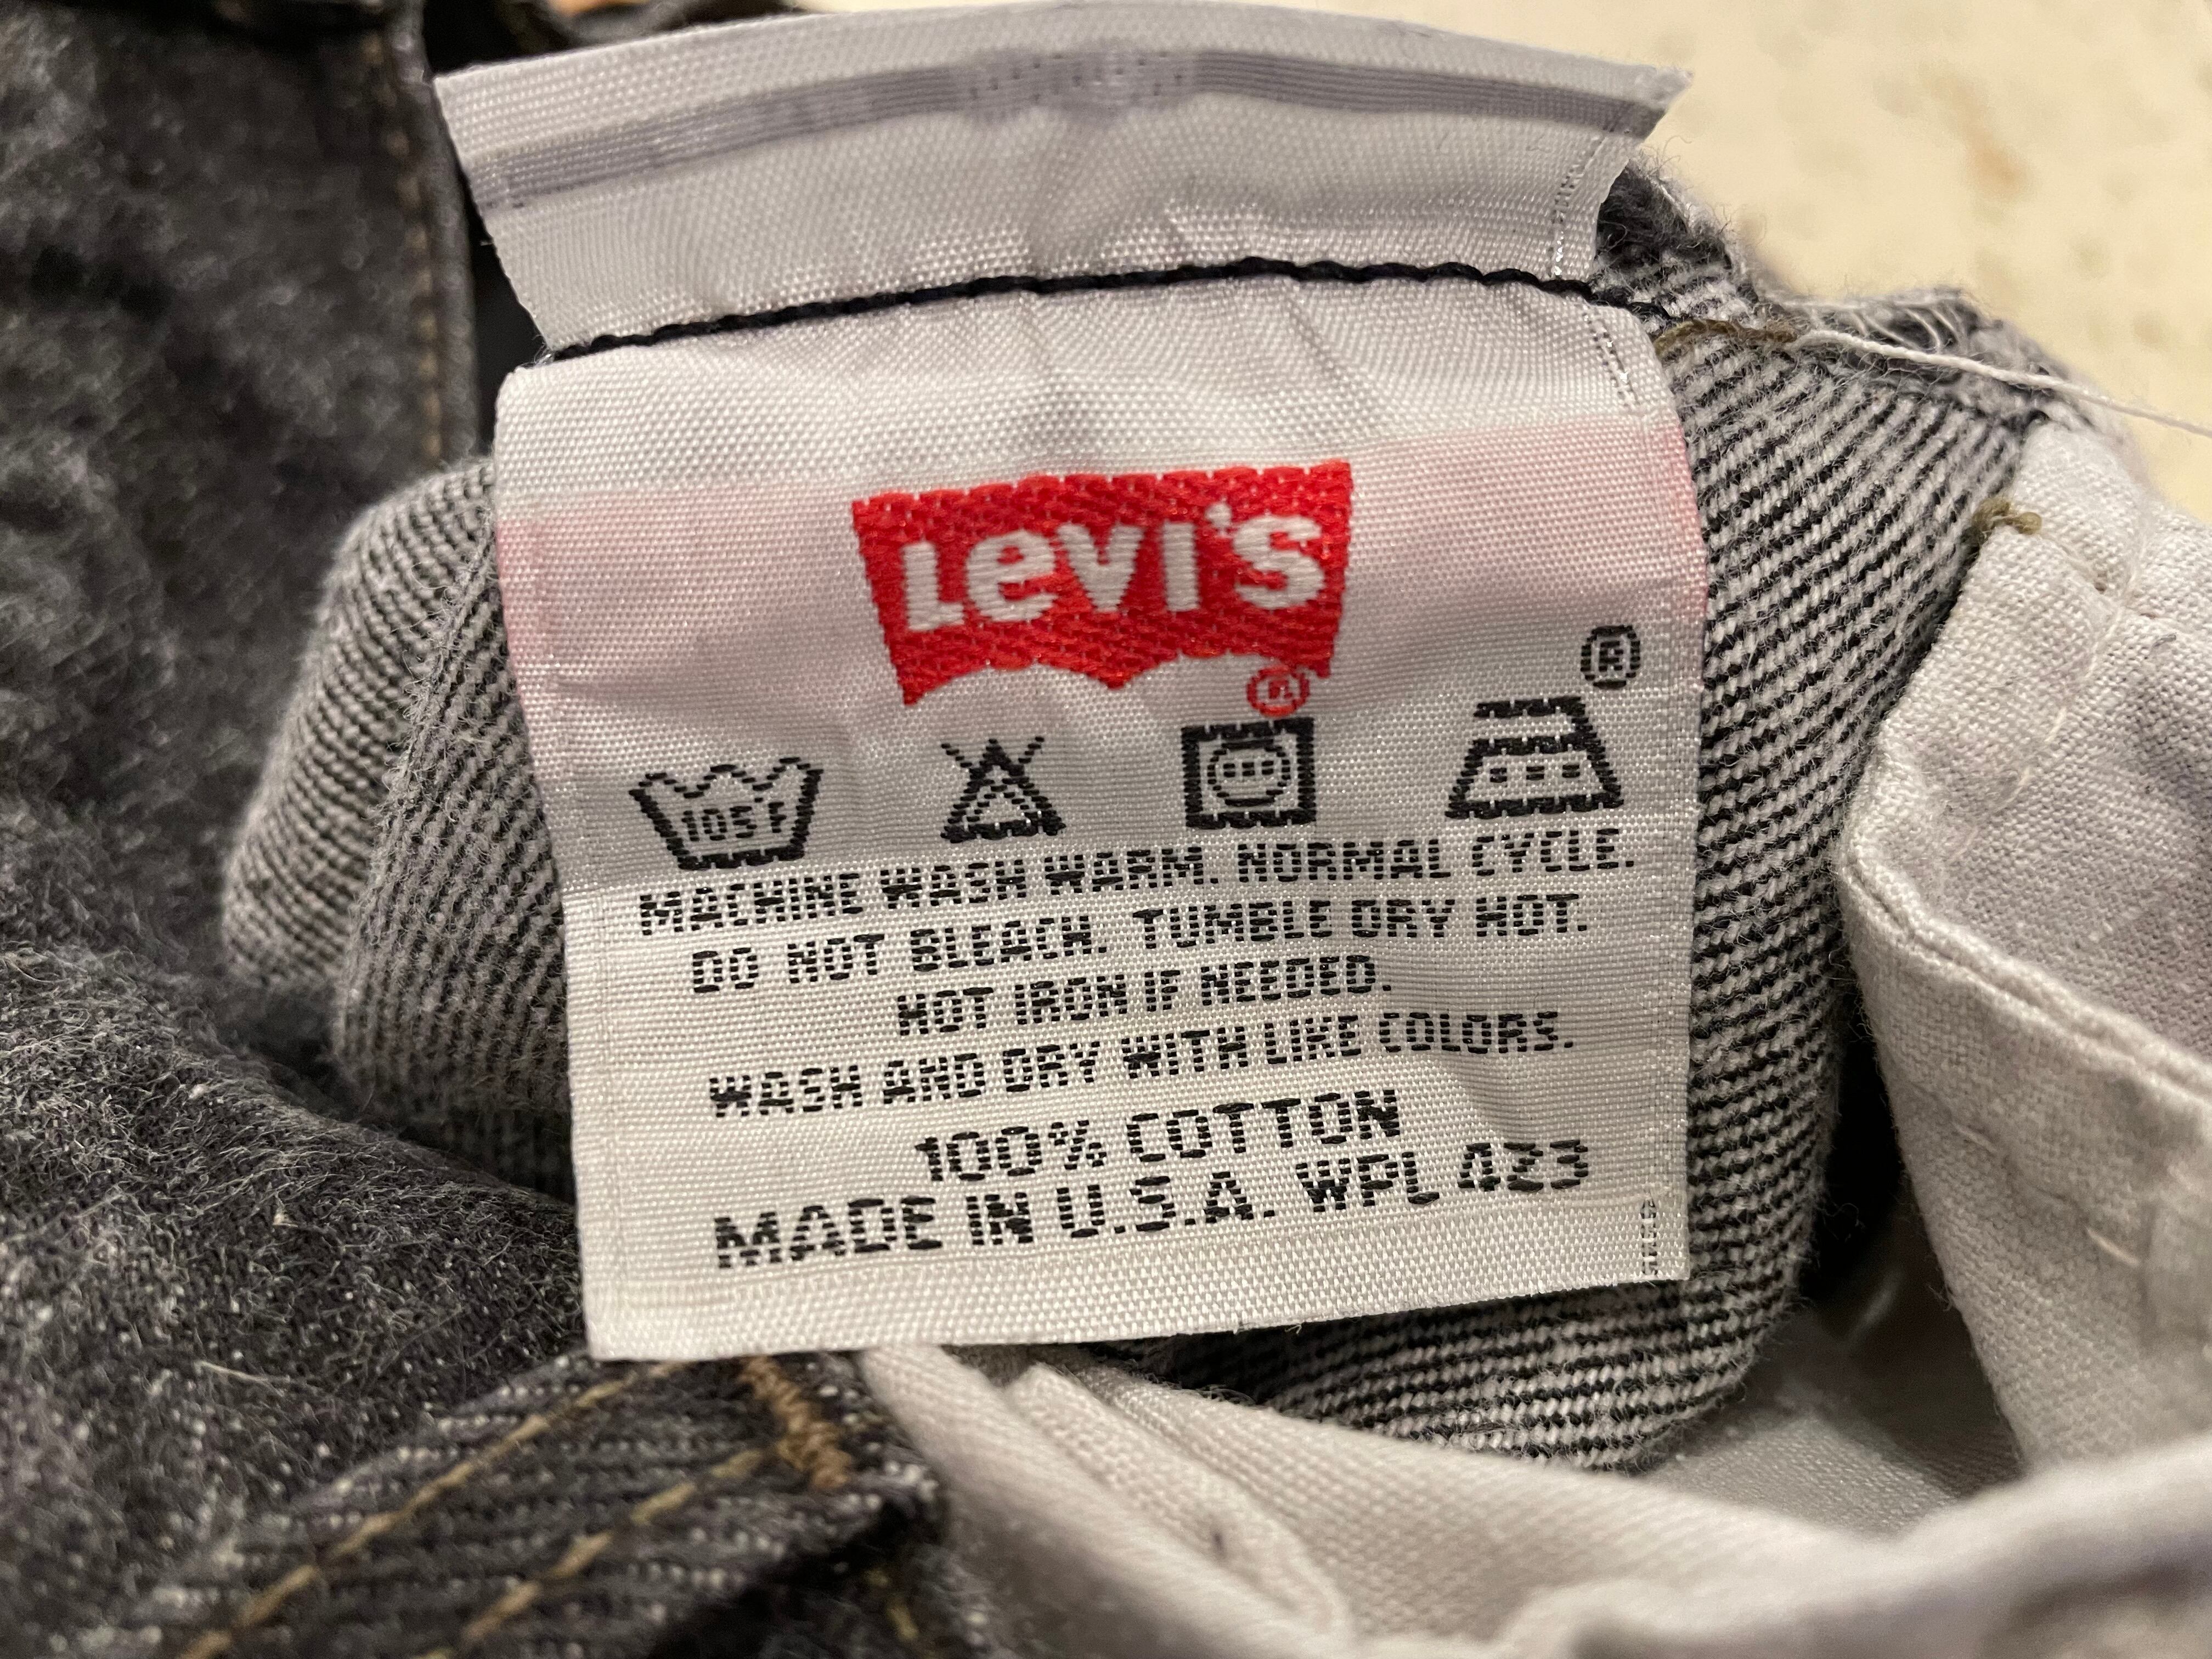 Levi's
®
®
105°F
MACHINE WASH WARM. NORMAL CYCLE.
DO NOT BLEACH. TUMBLE DRY HOT.
HOT IRON IF NEEDED.
WASH AND DRY WITH LIKE COLORS.
100% COTTON
MADE IN U.S.A. WPL 423